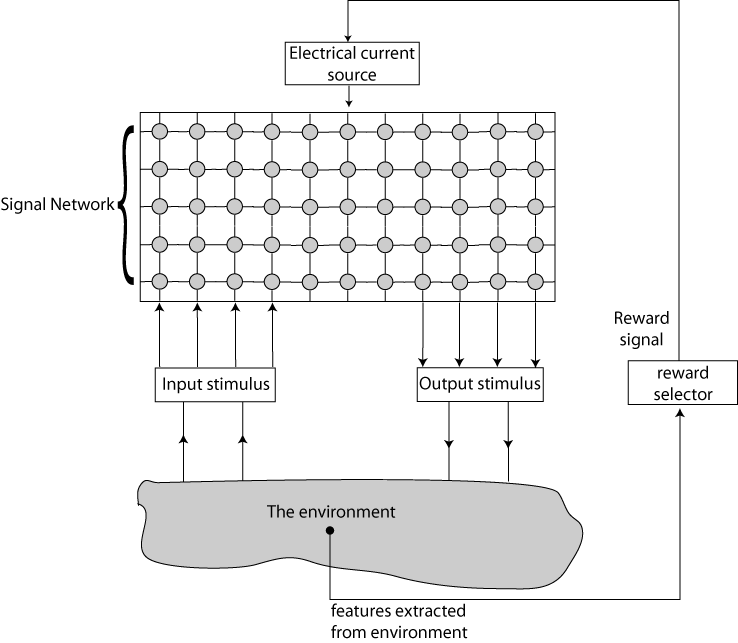 Electrical current
source
Signal Network
Reward
signal
Input stimulus
Output stimulus
reward
selector
The environment
features extracted
from environment